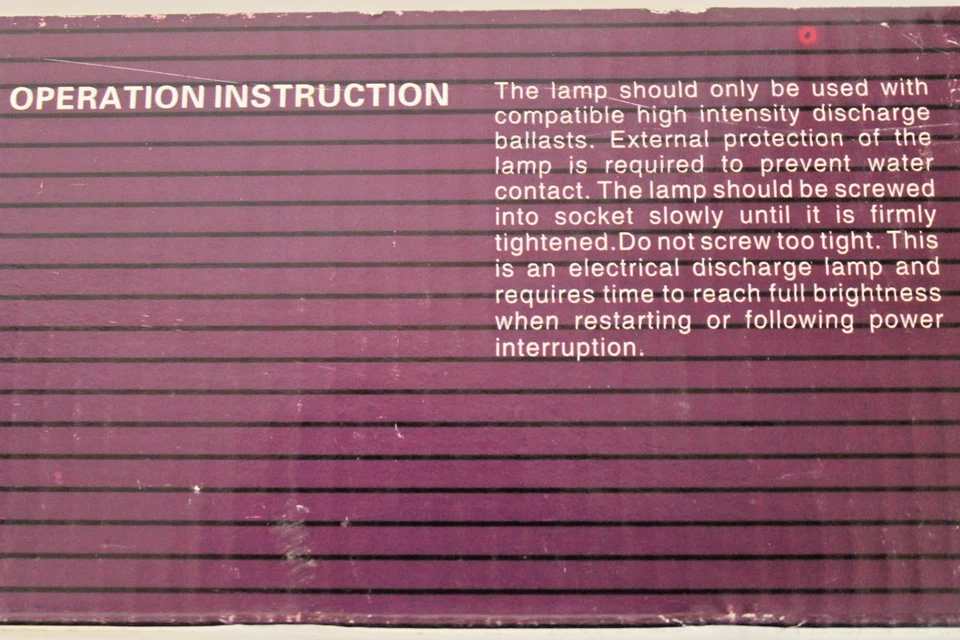 OPERATION INSTRUCTION
The lamp should only be used with
compatible high intensity discharge
ballasts. External protection of the
lamp is required to prevent water
contact. The lamp should be screwed
into socket slowly until it is firmly
tightened.Do not screw too tight. This
is an electrical discharge lamp and
requires time to reach full brightness
when restarting or following power
interruption.